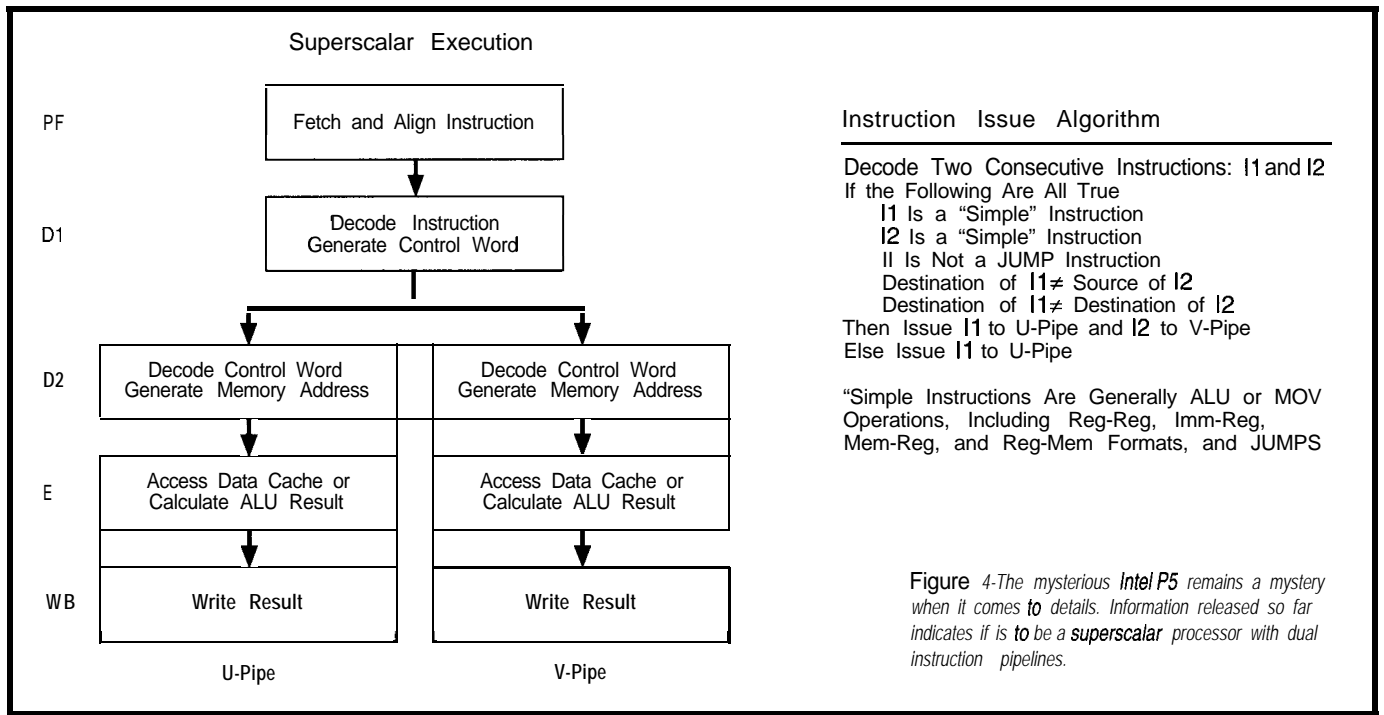 Superscalar Execution
PF
Fetch and Align Instruction
D1
Decode Instruction
Generate Control Word
D2
Decode Control Word
Generate Memory Address
Decode Control Word
Generate Memory Address
E
Access Data Cache or
Calculate ALU Result
Access Data Cache or
Calculate ALU Result
WB
Write Result
Write Result
U-Pipe
V-Pipe
Instruction Issue Algorithm
Decode Two Consecutive Instructions: I1 and I2
If the Following Are All True
I1 Is a “Simple” Instruction
I2 Is a “Simple” Instruction
II Is Not a JUMP Instruction
Destination of I1≠ Source of I2
Destination of I1≠ Destination of I2
Then Issue I1 to U-Pipe and I2 to V-Pipe
Else Issue I1 to U-Pipe
“Simple Instructions Are Generally ALU or MOV
Operations, Including Reg-Reg, Imm-Reg,
Mem-Reg, and Reg-Mem Formats, and JUMPS
Figure 4-The mysterious Intel P5 remains a mystery
when it comes to details. Information released so far
indicates if is to be a superscalar processor with dual
instruction pipelines.